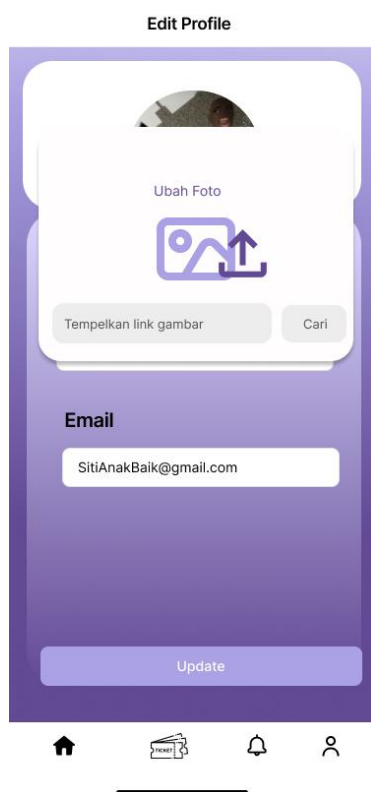 Edit Profile
Ubah Foto
Tempelkan link gambar
Cari
Email
SitiAnakBaik@gmail.com
Update
TICKET